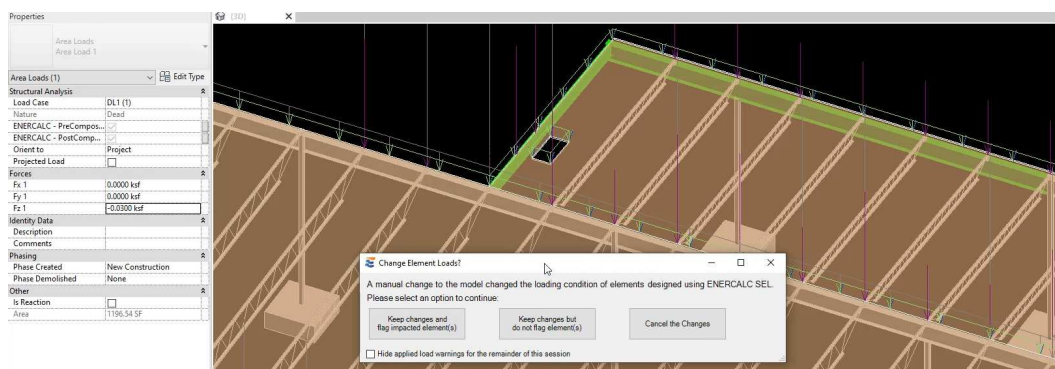 Properties
(3D)
Area Loads
Area Load 1
Area Loads (1)
Edit Type
Structural Analysis
Load Case DL1 (1)
Nature Dead
ENERCALC - PreCompos...
ENERCALC - PostComp...
Orient to Project
Projected Load
Forces
Fx 1 0.0000 ksf
Fy 1 0.0000 ksf
Fz 1 -0.0300 ksf
Identity Data
Description
Comments
Phasing
Phase Created New Construction
Phase Demolished None
Other
Is Reaction
Area 1196.54 SF
Change Element Loads?
A manual change to the model changed the loading condition of elements designed using ENERCALC SEL.
Please select an option to continue:
Keep changes and
flag impacted element(s)
Keep changes but
do not flag element(s)
Cancel the Changes
Hide applied load warnings for the remainder of this session